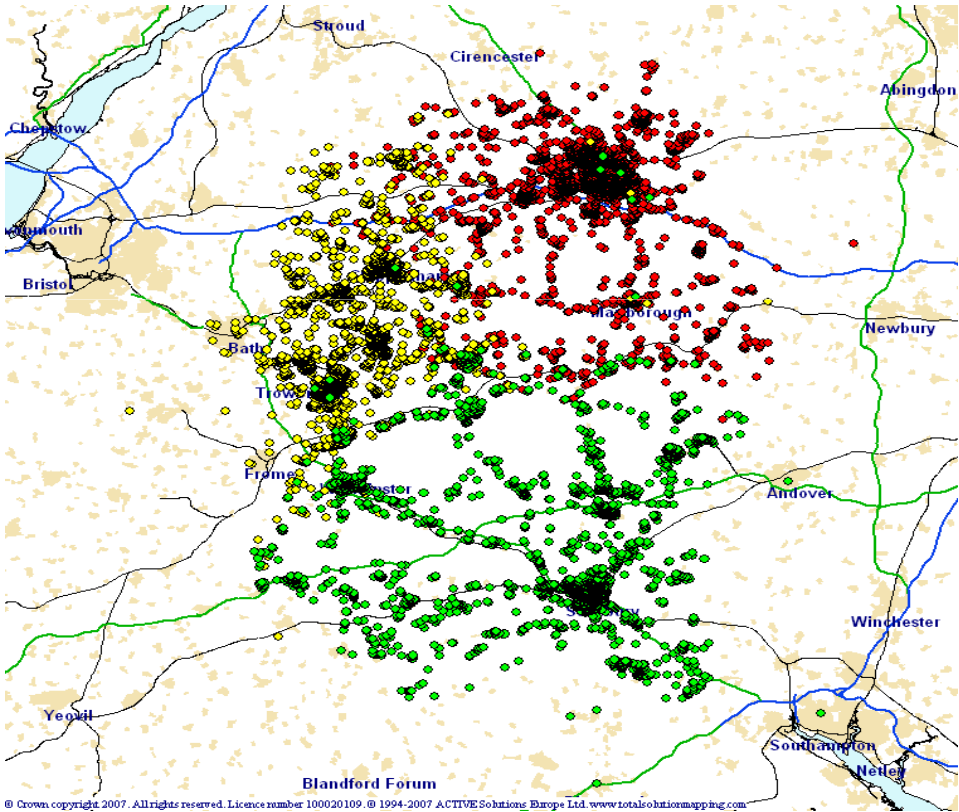 Stroud
Cirencester
Abingdon
Chepstow
Bristol
Bath
Newbury
Frome
Andover
Winchester
Yeovil
Southampton
Netley
Blandford Forum
© Crown copyright 2007. All rights reserved. Licence number 100020109. © 1994-2007 ACTIVE Solutions Europe Ltd. www.totalsolutionmapping.com